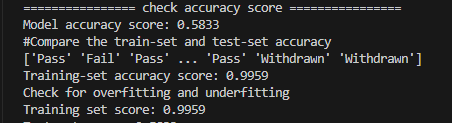 ================ check accuracy score ================
Model accuracy score: 0.5833
#Compare the train-set and test-set accuracy
['Pass' 'Fail' 'Pass' ... 'Pass' 'Withdrawn' 'Withdrawn']
Training-set accuracy score: 0.9959
Check for overfitting and underfitting
Training set score: 0.9959